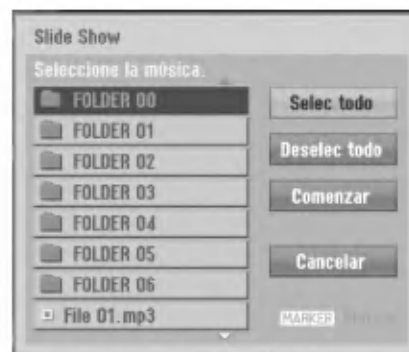 Slide Show
Seleccione la música.
FOLDER 00
FOLDER 01
FOLDER 02
FOLDER 03
FOLDER 04
FOLDER 05
FOLDER 06
File 01.mp3
Selec todo
Deselec todo
Comenzar
Cancelar
MARKER